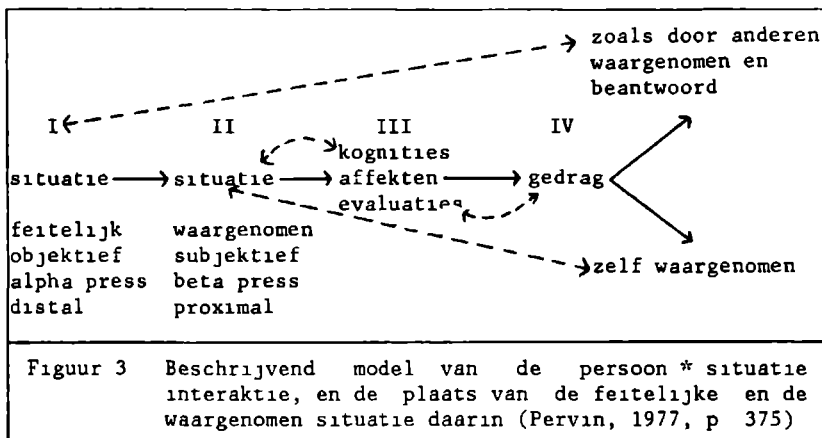 zoals door anderen
waargenomen en
beantwoord
I II III IV
kognities
situatie situatie affekten gedrag
evaluaties
feitelijk waargenomen
objektief subjektief
zelf waargenomen
alpha press beta press
distal proximal
Figuur 3 Beschrijvend model van de persoon * situatie
interaktie, en de plaats van de feitelijke en de
waargenomen situatie daarin (Pervin, 1977, p 375)